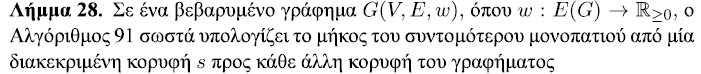 Λήμμα 28. Σε ένα βεβαρυμένο γράφημα G(V, E, w), όπου w : E(G) → ℝ≥0, ο
Αλγόριθμος 91 σωστά υπολογίζει το μήκος του συντομότερου μονοπατιού από μία
διακεκριμένη κορυφή s προς κάθε άλλη κορυφή του γραφήματος